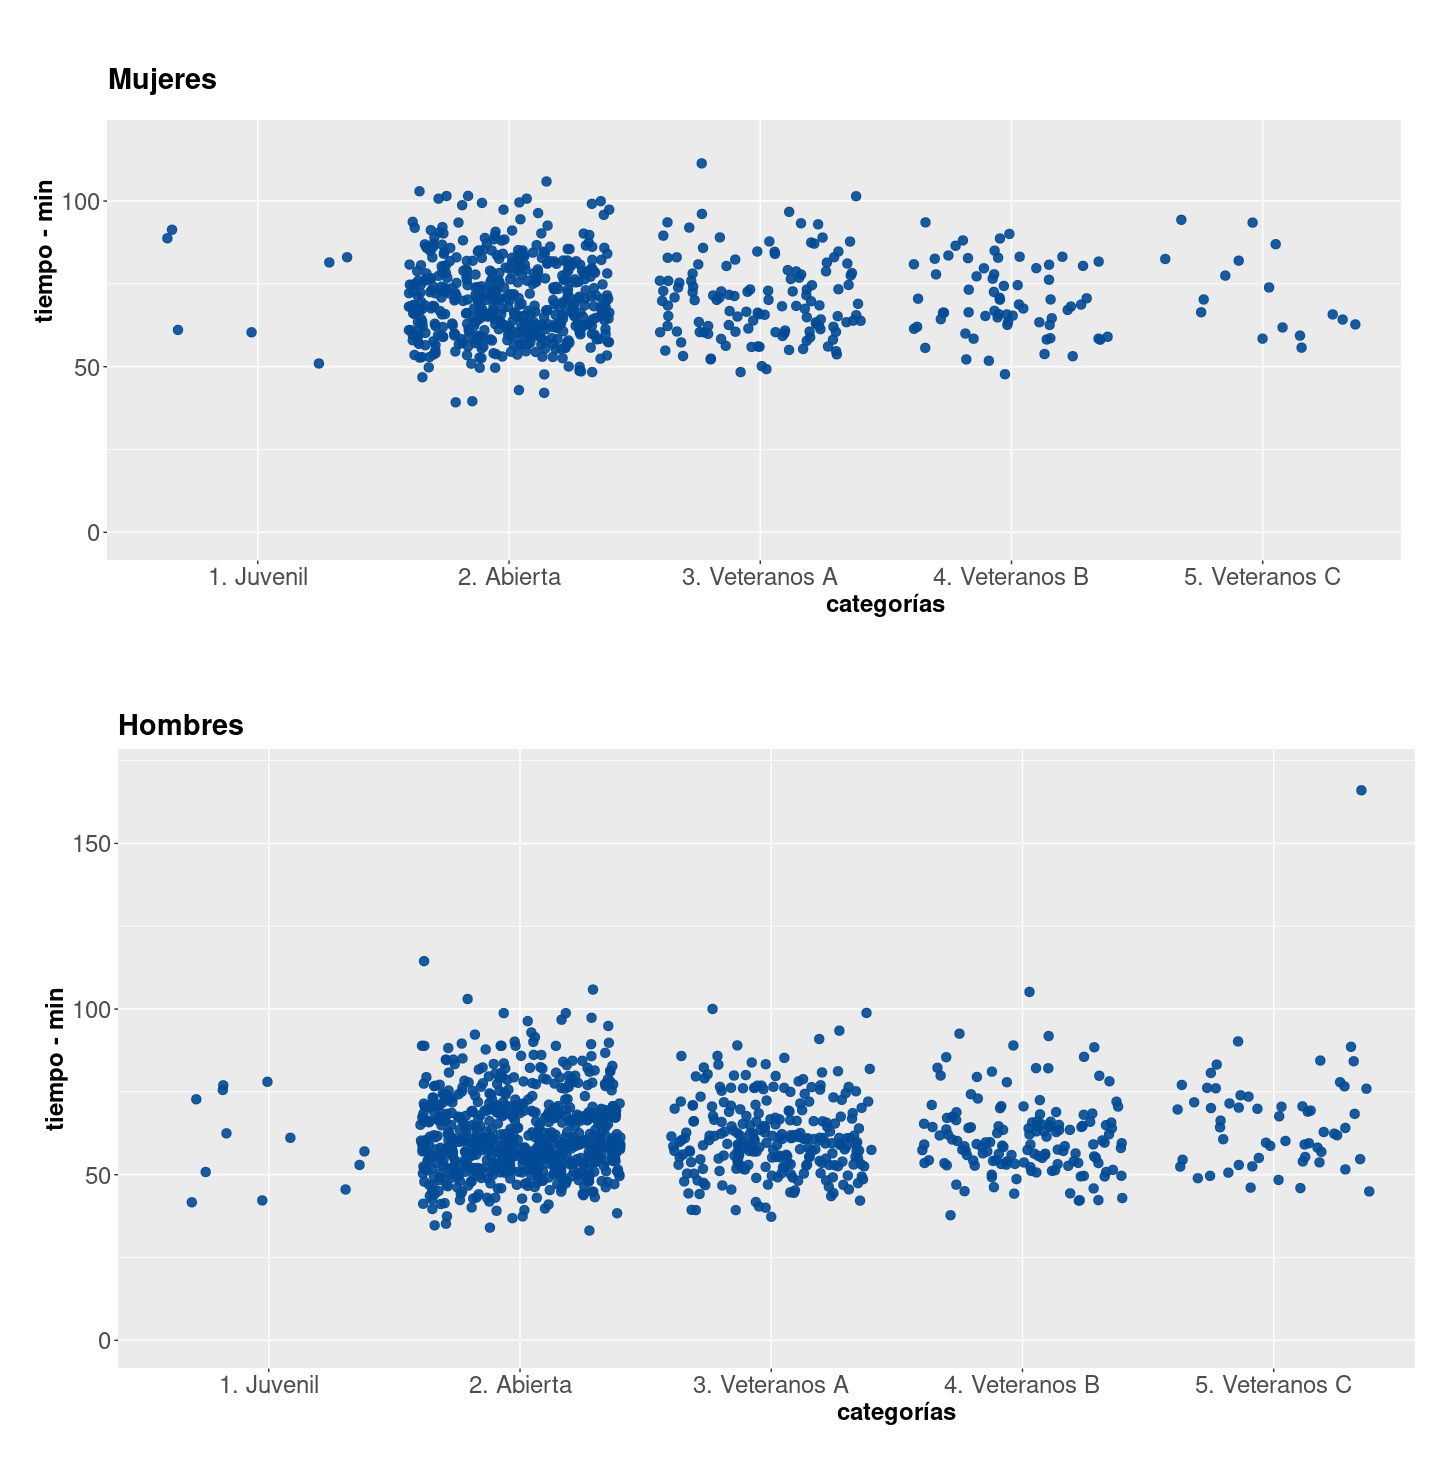 Mujeres
tiempo - min
100
50
0
1. Juvenil 2. Abierta 3. Veteranos A 4. Veteranos B 5. Veteranos C
categorías
Hombres
tiempo - min
150
100
50
0
1. Juvenil 2. Abierta 3. Veteranos A 4. Veteranos B 5. Veteranos C
categorías